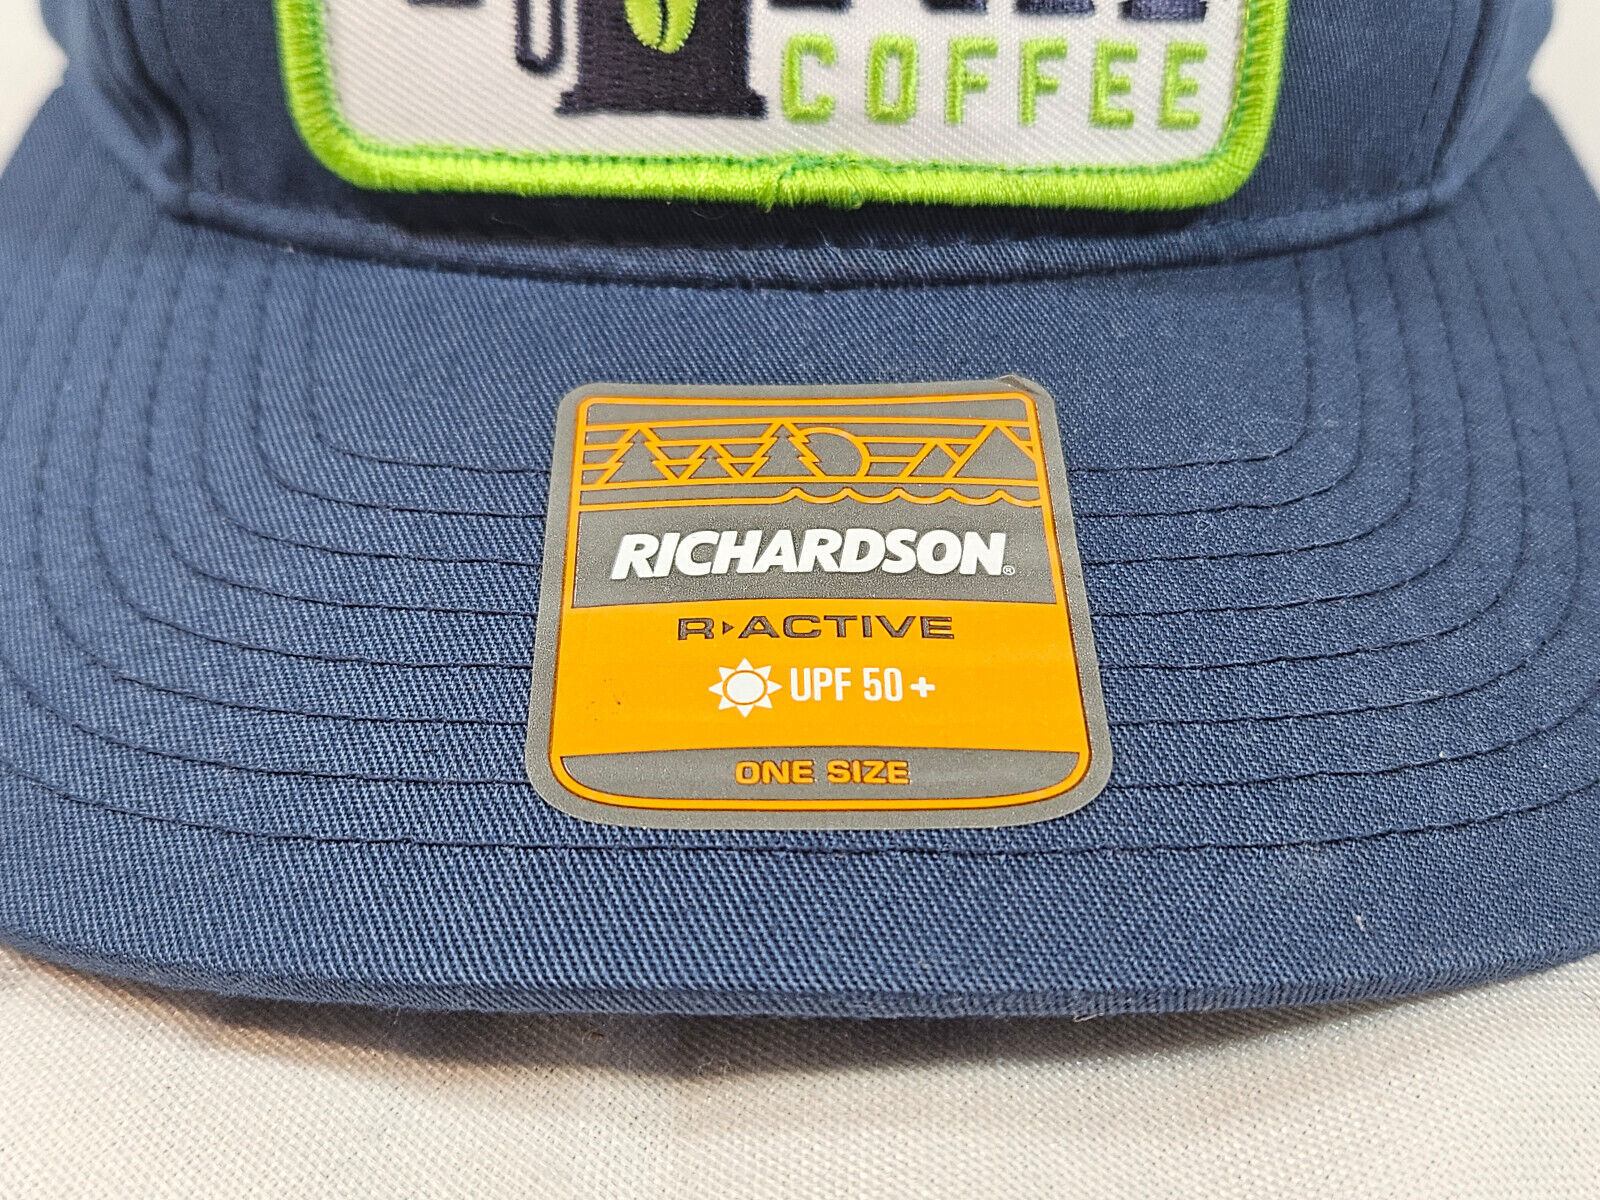 COFFEE
RICHARDSON®
R▸ACTIVE
UPF 50+
ONE SIZE